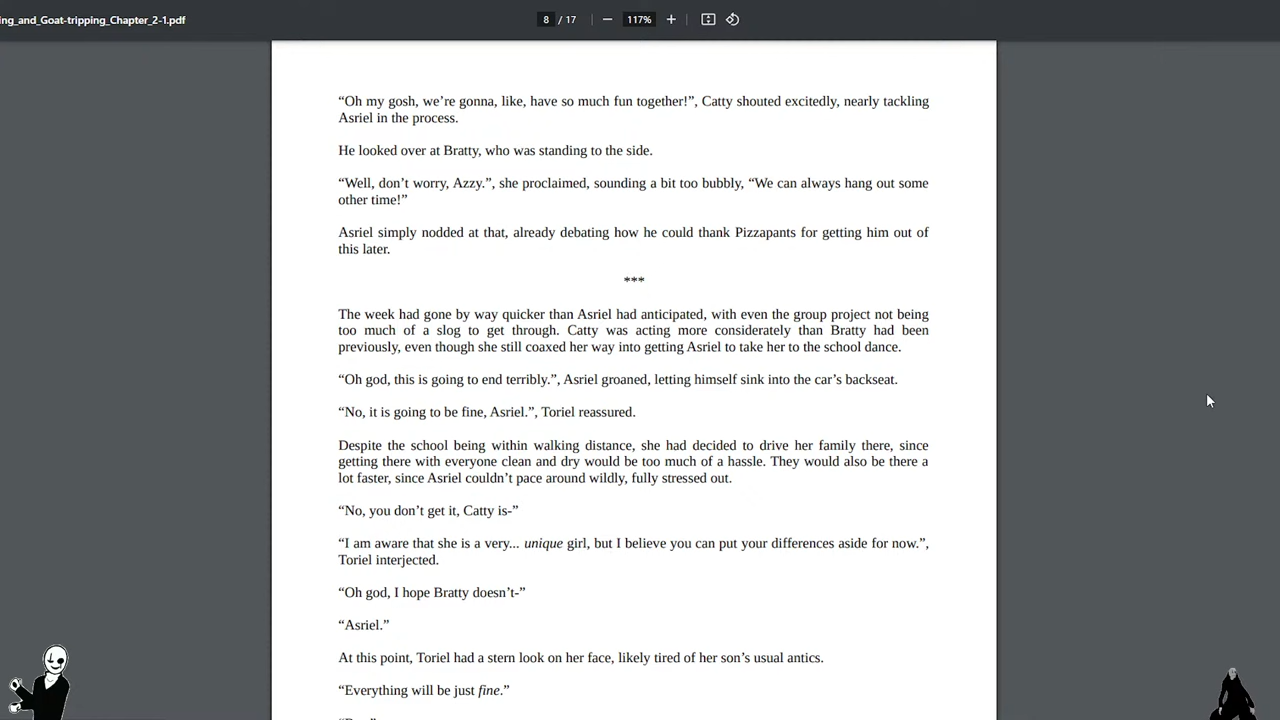 ing_and_Goat-tripping_Chapter_2-1.pdf
8 / 17
117%
“Oh my gosh, we’re gonna, like, have so much fun together!”, Catty shouted excitedly, nearly tackling
Asriel in the process.
He looked over at Bratty, who was standing to the side.
“Well, don’t worry, Azzy.”, she proclaimed, sounding a bit too bubbly, “We can always hang out some
other time!”
Asriel simply nodded at that, already debating how he could thank Pizzapants for getting him out of
this later.
***
The week had gone by way quicker than Asriel had anticipated, with even the group project not being
too much of a slog to get through. Catty was acting more considerately than Bratty had been
previously, even though she still coaxed her way into getting Asriel to take her to the school dance.
“Oh god, this is going to end terribly.”, Asriel groaned, letting himself sink into the car’s backseat.
“No, it is going to be fine, Asriel.”, Toriel reassured.
Despite the school being within walking distance, she had decided to drive her family there, since
getting there with everyone clean and dry would be too much of a hassle. They would also be there a
lot faster, since Asriel couldn’t pace around wildly, fully stressed out.
“No, you don’t get it, Catty is-”
“I am aware that she is a very... unique girl, but I believe you can put your differences aside for now.”,
Toriel interjected.
“Oh god, I hope Bratty doesn’t-”
“Asriel.”
At this point, Toriel had a stern look on her face, likely tired of her son’s usual antics.
“Everything will be just fine.”